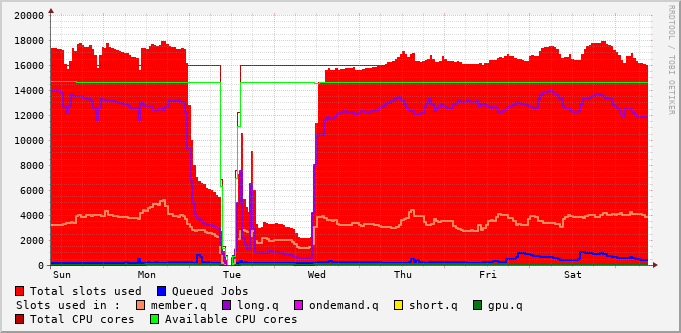 20000
18000
16000
14000
12000
10000
8000
6000
4000
2000
0
Sun Mon Tue Wed Thu Fri Sat
Total slots used Queued Jobs
Slots used in : member.q long.q ondemand.q short.q gpu.q
Total CPU cores Available CPU cores
RRDTOOL / TOBI OETIKER